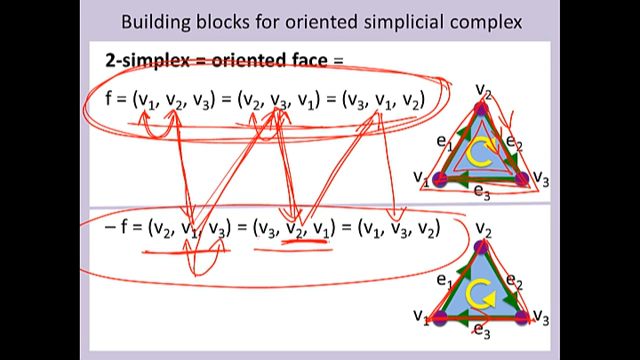 Building blocks for oriented simplicial complex
2-simplex = oriented face =
f = (v₁, v₂, v₃) = (v₂, v₃, v₁) = (v₃, v₁, v₂)
v₂
e₁
e₂
v₁
v₃
e₃
– f = (v₂, v₁, v₃) = (v₃, v₂, v₁) = (v₁, v₃, v₂)
v₂
e₁
e₂
v₁
v₃
e₃